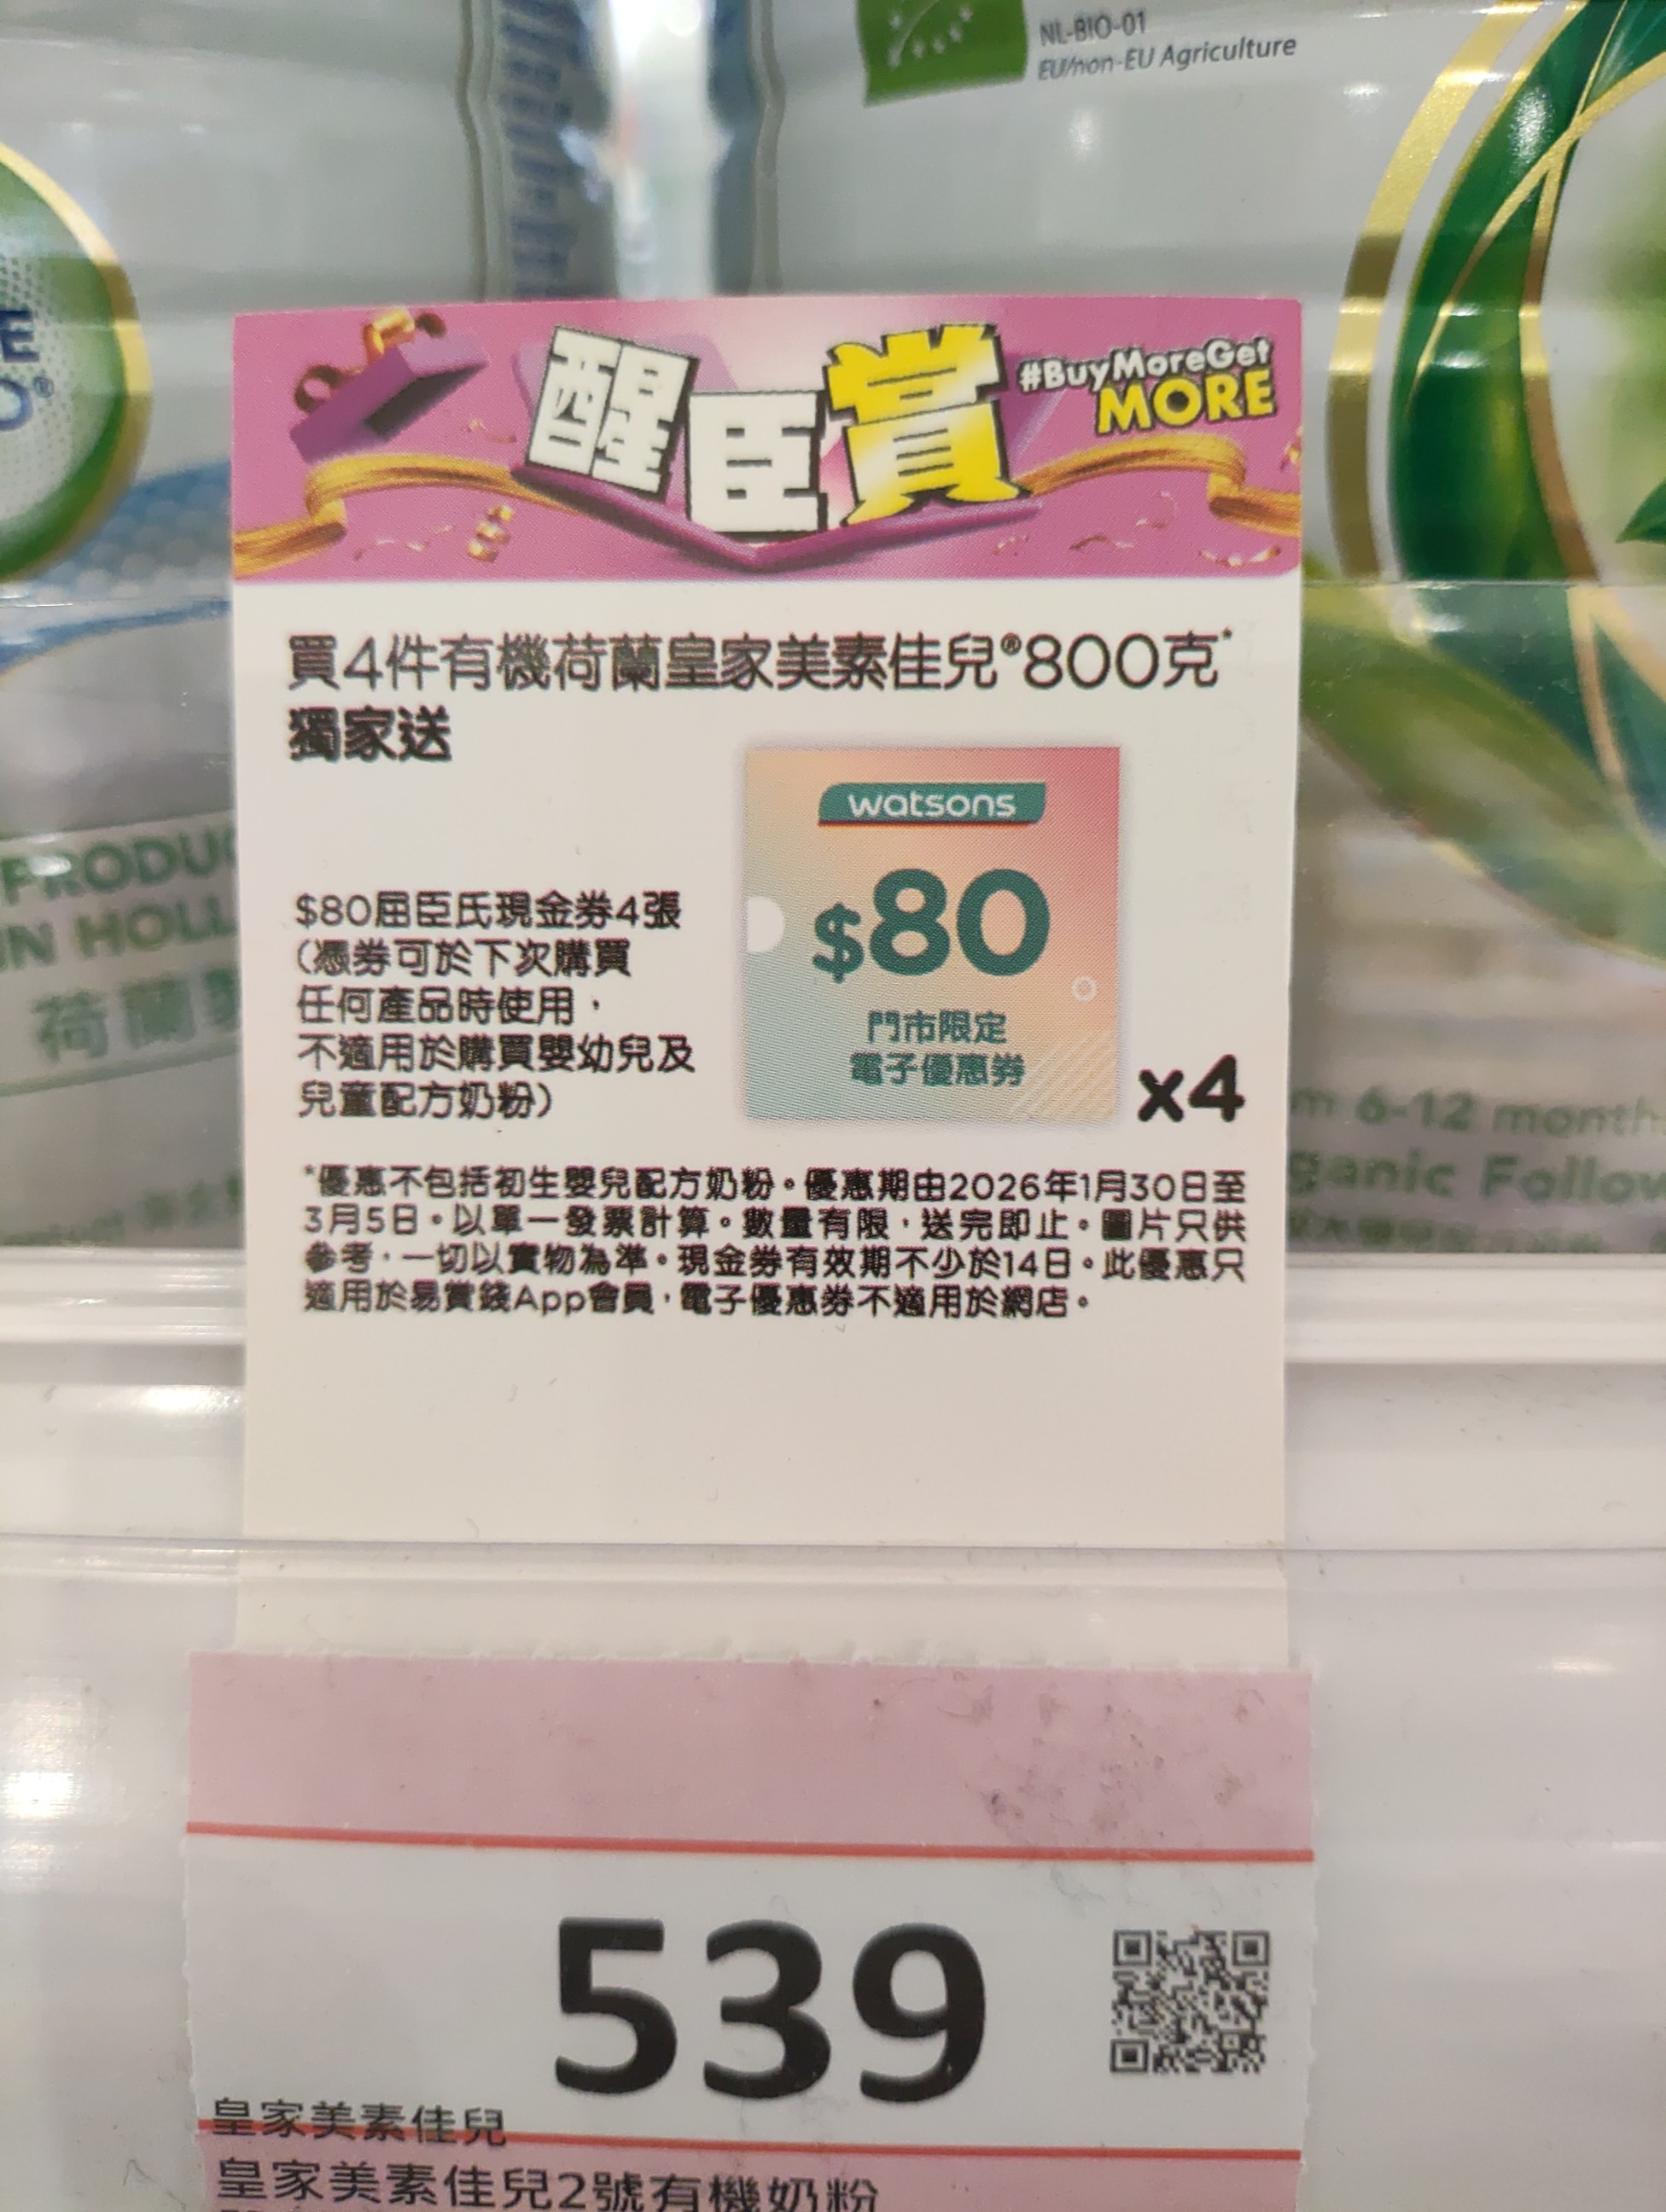 NL-BIO-01
EU/non-EU Agriculture
醒臣賞
#BuyMoreGet
MORE
買4件有機荷蘭皇家美素佳兒®800克*
獨家送
$80屈臣氏現金券4張
(憑券可於下次購買
任何產品時使用，
不適用於購買嬰幼兒及
兒童配方奶粉)
watsons
$80
門市限定
電子優惠券
x4
*優惠不包括初生嬰兒配方奶粉。優惠期由2026年1月30日至
3月5日。以單一發票計算。數量有限，送完即止。圖片只供
參考，一切以實物為準。現金券有效期不少於14日。此優惠只
適用於易賞錢App會員，電子優惠券不適用於網店。
IN HOLL
荷蘭
6-12 month
ganic Follow
539
皇家美素佳兒
皇家美素佳兒2號有機奶粉